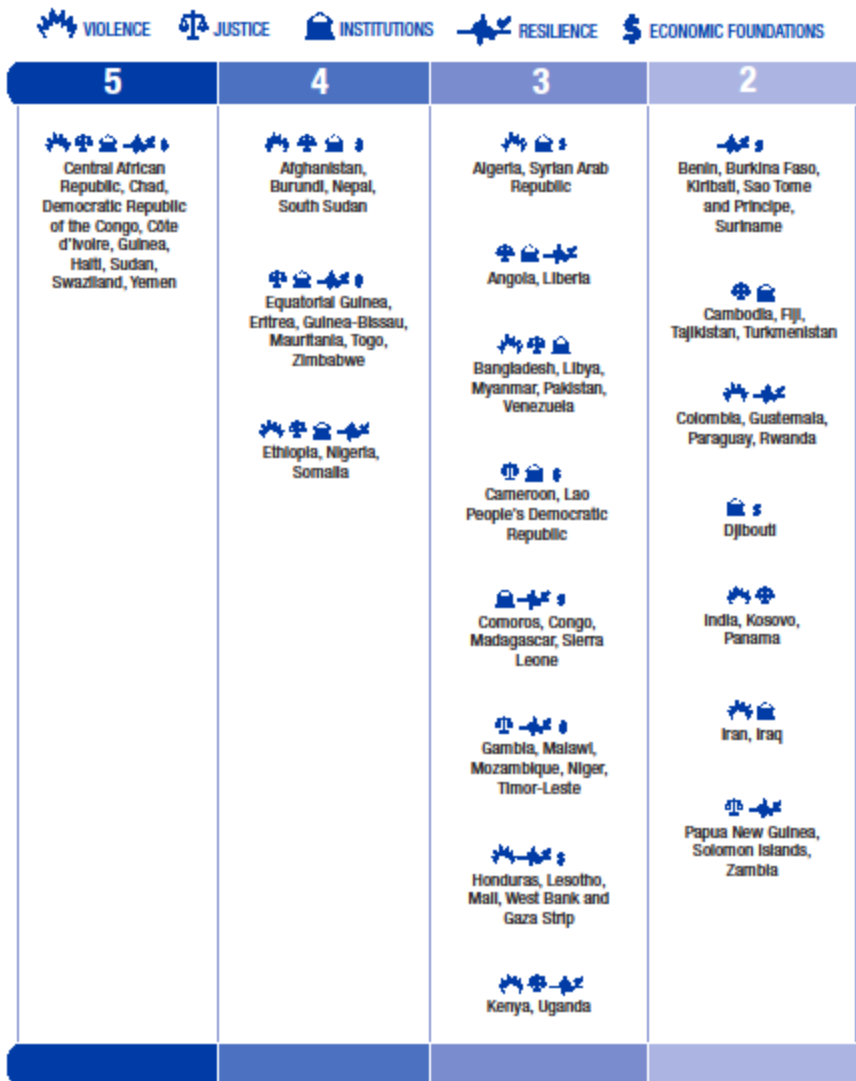 VIOLENCE JUSTICE INSTITUTIONS RESILIENCE $ ECONOMIC FOUNDATIONS
5 4 3 2
Central African
Republic, Chad,
Democratic Republic
of the Congo, Côte
d'Ivoire, Guinea,
Haiti, Sudan,
Swaziland, Yemen
Afghanistan,
Burundi, Nepal,
South Sudan
Equatorial Guinea,
Eritrea, Guinea-Bissau,
Mauritania, Togo,
Zimbabwe
Ethiopia, Nigeria,
Somalia
Algeria, Syrian Arab
Republic
Angola, Liberia
Bangladesh, Libya,
Myanmar, Pakistan,
Venezuela
Cameroon, Lao
People's Democratic
Republic
Comoros, Congo,
Madagascar, Sierra
Leone
Gambia, Malawi,
Mozambique, Niger,
Timor-Leste
Honduras, Lesotho,
Mali, West Bank and
Gaza Strip
Kenya, Uganda
Benin, Burkina Faso,
Kiribati, Sao Tome
and Principe,
Suriname
Cambodia, Fiji,
Tajikistan, Turkmenistan
Colombia, Guatemala,
Paraguay, Rwanda
Djibouti
India, Kosovo,
Panama
Iran, Iraq
Papua New Guinea,
Solomon Islands,
Zambia